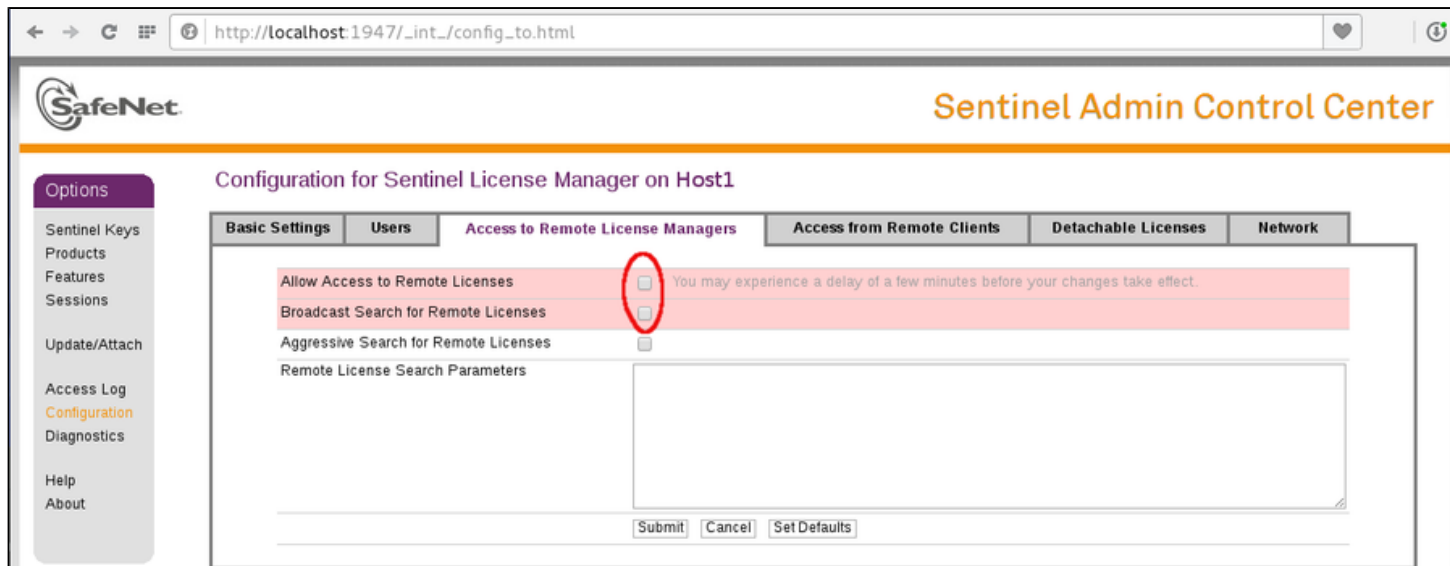 http://localhost:1947/_int_/config_to.html
SafeNet.
Sentinel Admin Control Center
Options
Sentinel Keys
Products
Features
Sessions
Update/Attach
Access Log
Configuration
Diagnostics
Help
About
Configuration for Sentinel License Manager on Host1
Basic Settings Users Access to Remote License Managers Access from Remote Clients Detachable Licenses Network
Allow Access to Remote Licenses You may experience a delay of a few minutes before your changes take effect.
Broadcast Search for Remote Licenses
Aggressive Search for Remote Licenses
Remote License Search Parameters
Submit Cancel Set Defaults